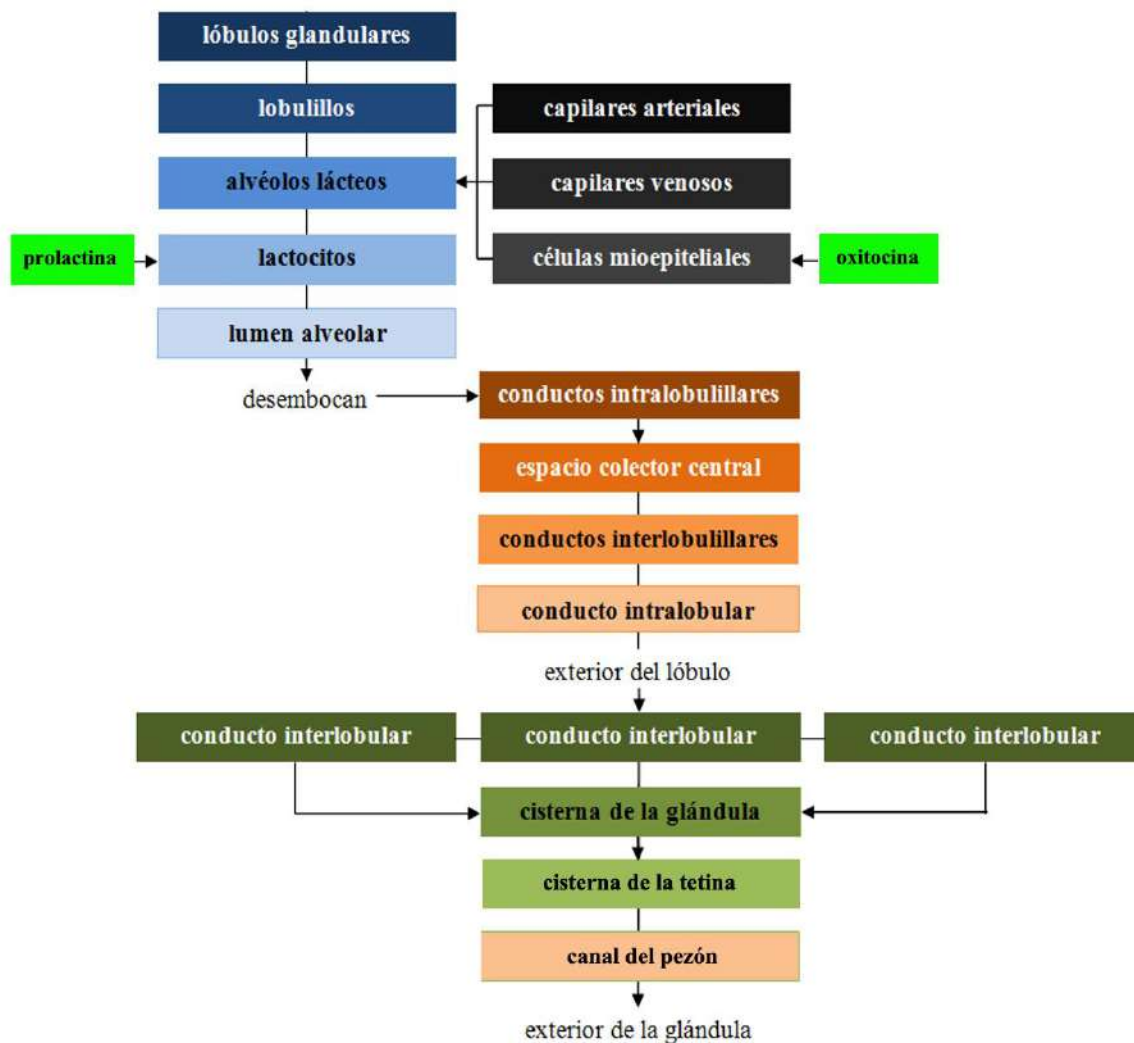 lóbulos glandulares
lobulillos
capilares arteriales
alvéolos lácteos
capilares venosos
prolactina
lactocitos
células mioepiteliales
oxitocina
lumen alveolar
desembocan
conductos intralobulillares
espacio colector central
conductos interlobulillares
conducto intralobular
exterior del lóbulo
conducto interlobular
conducto interlobular
conducto interlobular
cisterna de la glándula
cisterna de la tetina
canal del pezón
exterior de la glándula